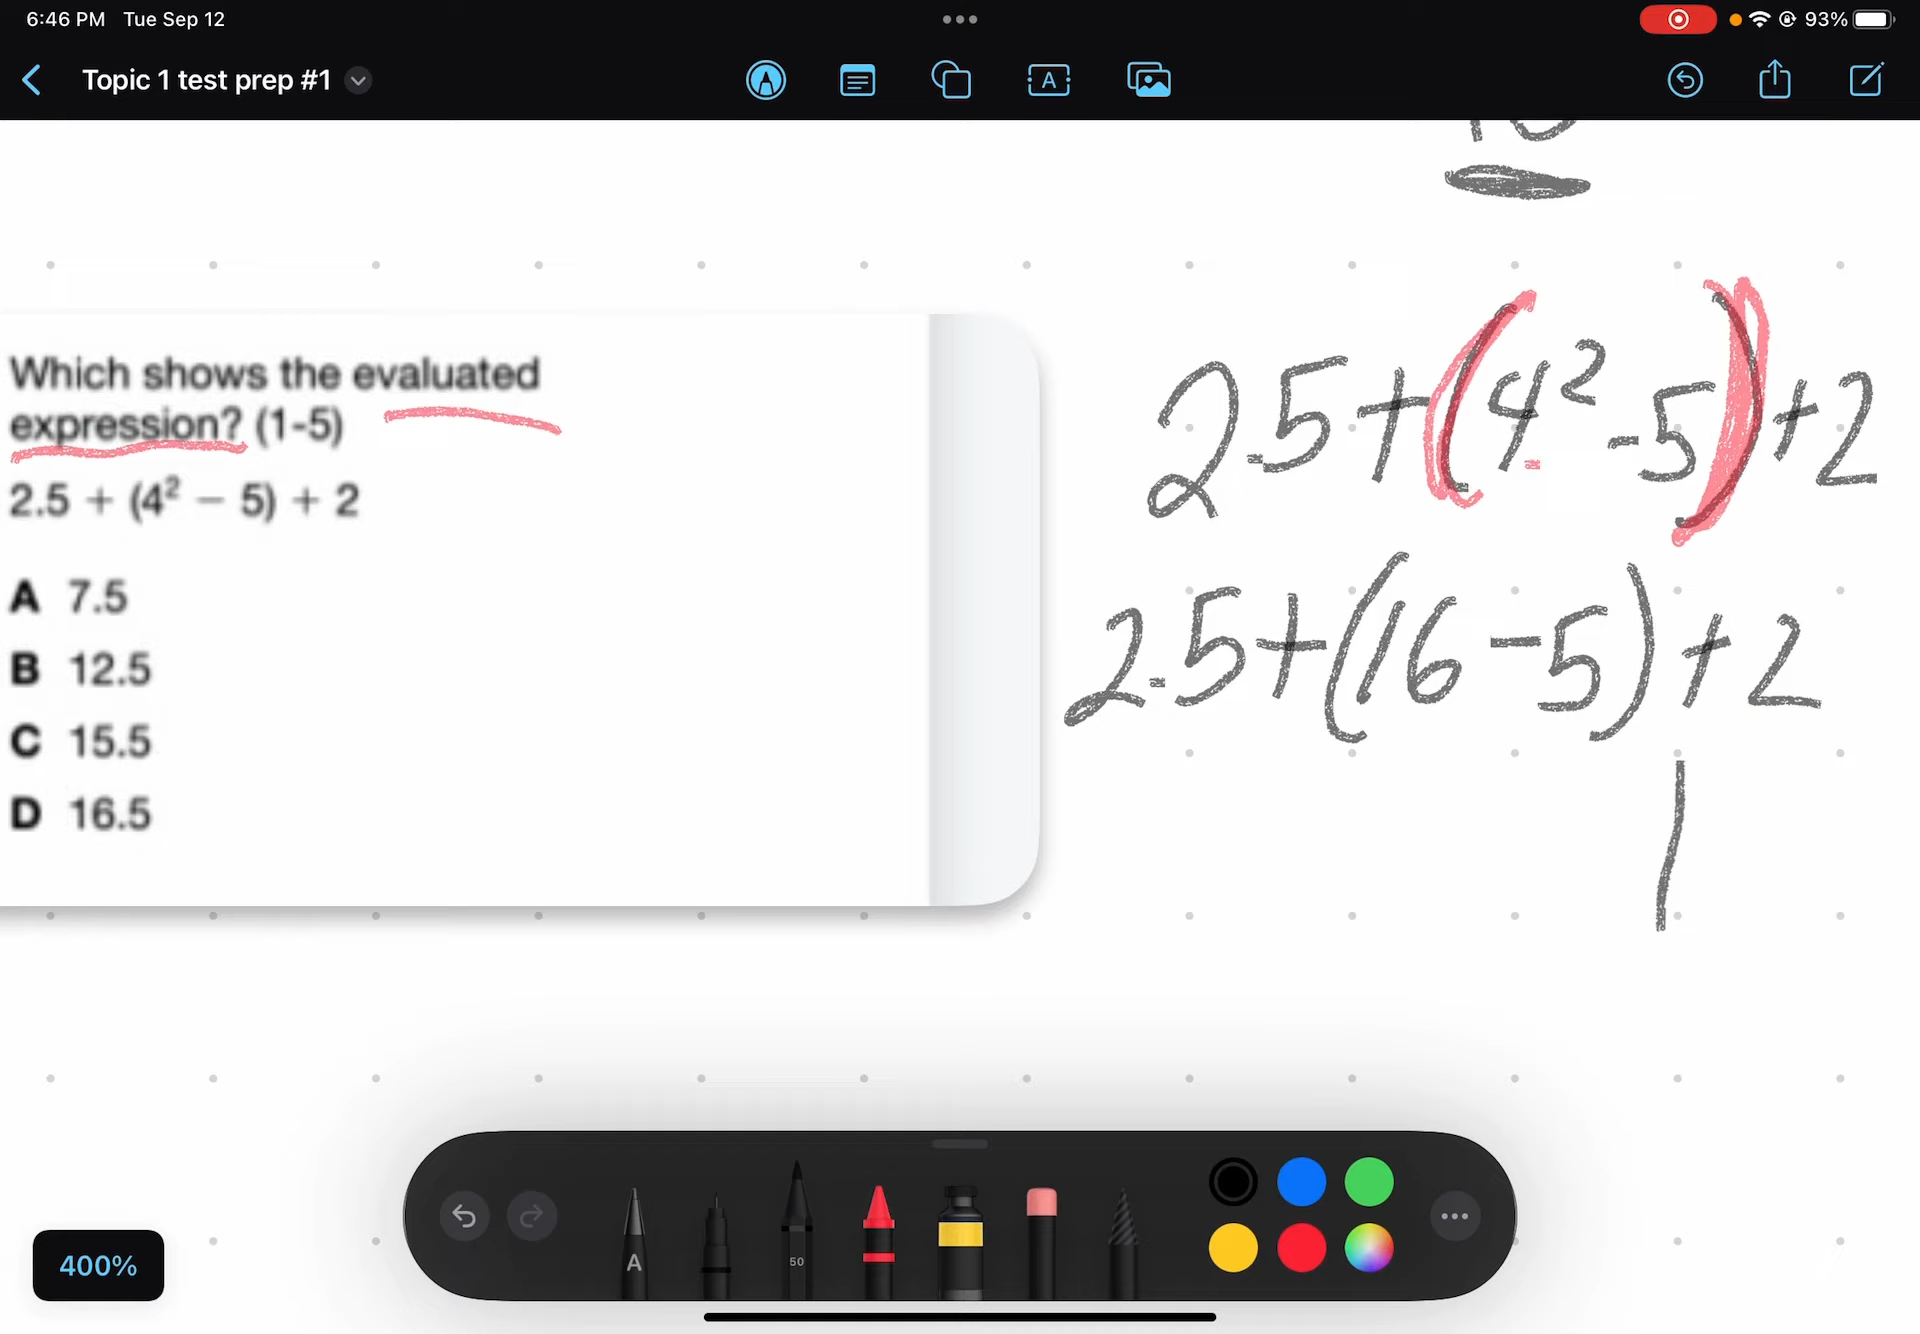 6:46 PM Tue Sep 12
93%
Topic 1 test prep #1
A
Which shows the evaluated
expression? (1-5)
2.5 + (4² − 5) + 2
A 7.5
B 12.5
C 15.5
D 16.5
2.5+(4²-5)+2
2.5+(16-5)+2
1
A
50
400%